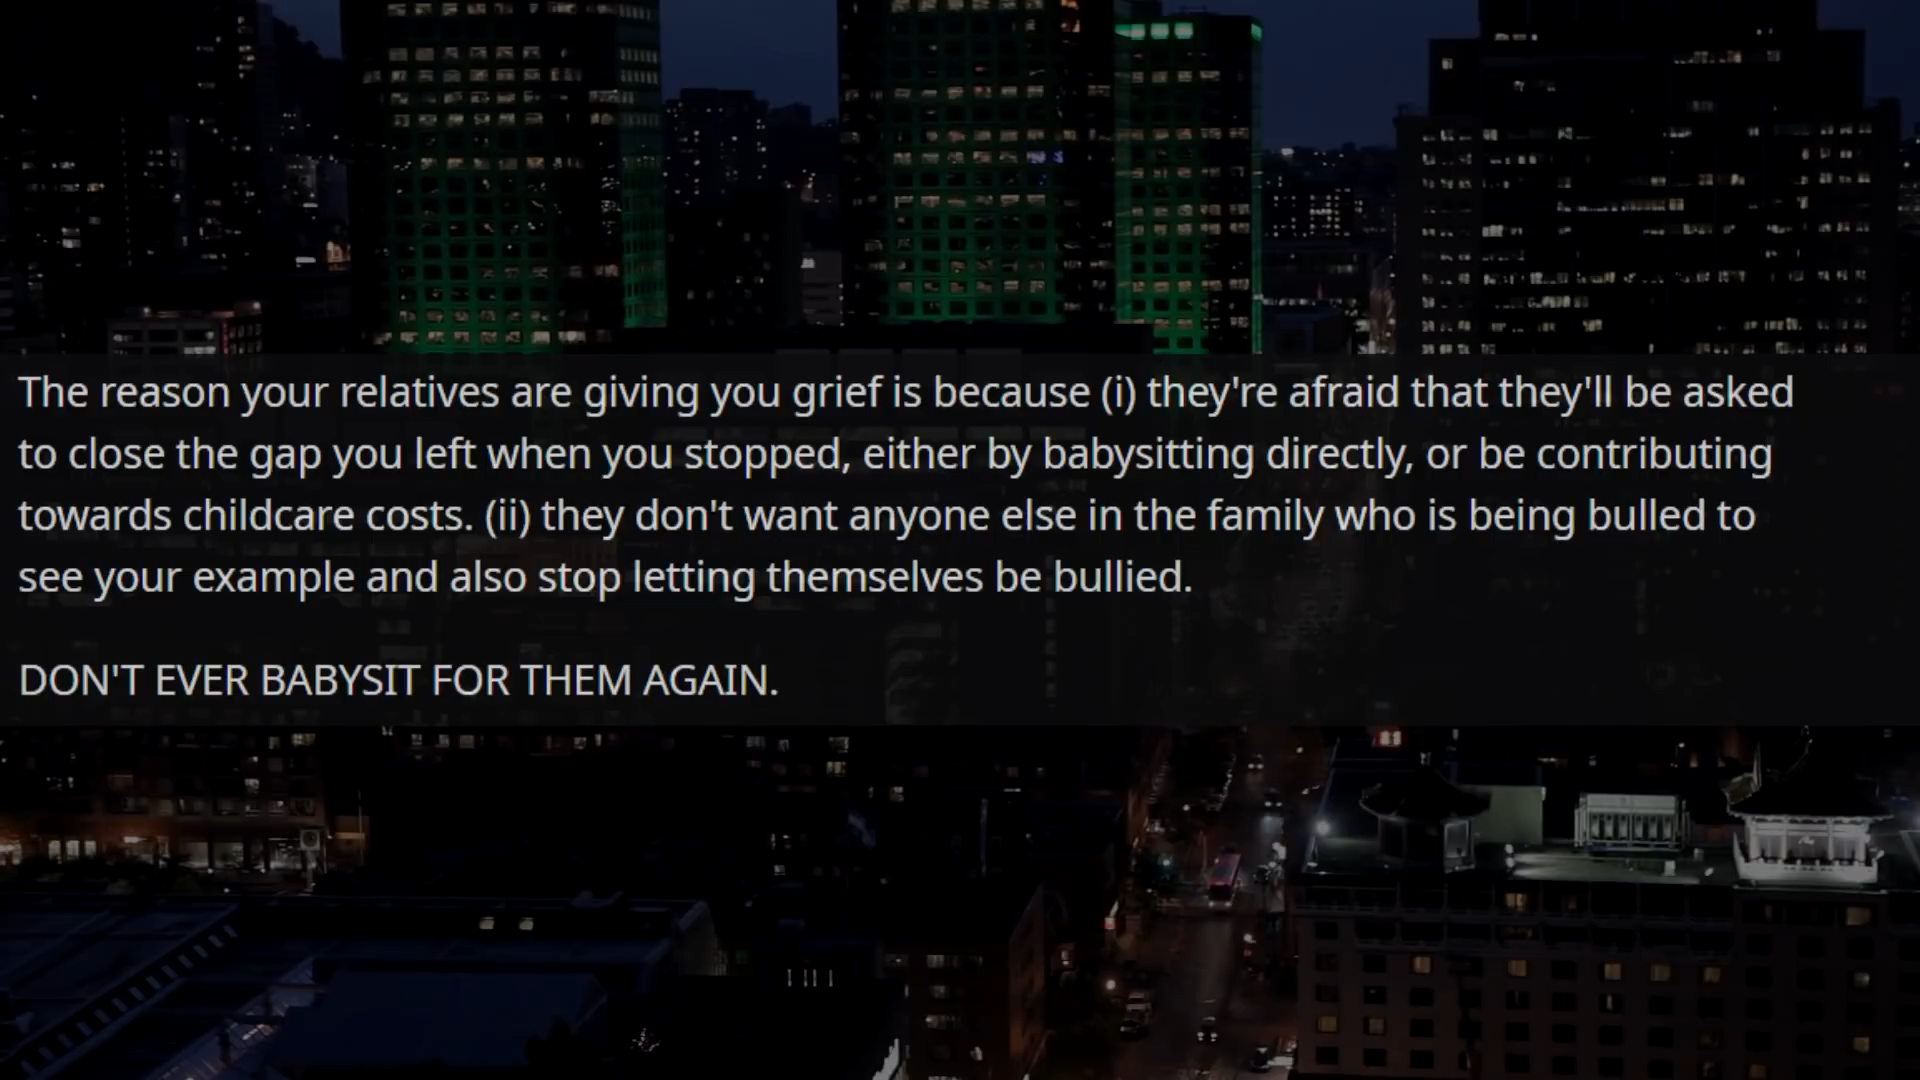 The reason your relatives are giving you grief is because (i) they're afraid that they'll be asked
to close the gap you left when you stopped, either by babysitting directly, or be contributing
towards childcare costs. (ii) they don't want anyone else in the family who is being bulled to
see your example and also stop letting themselves be bullied.
DON'T EVER BABYSIT FOR THEM AGAIN.